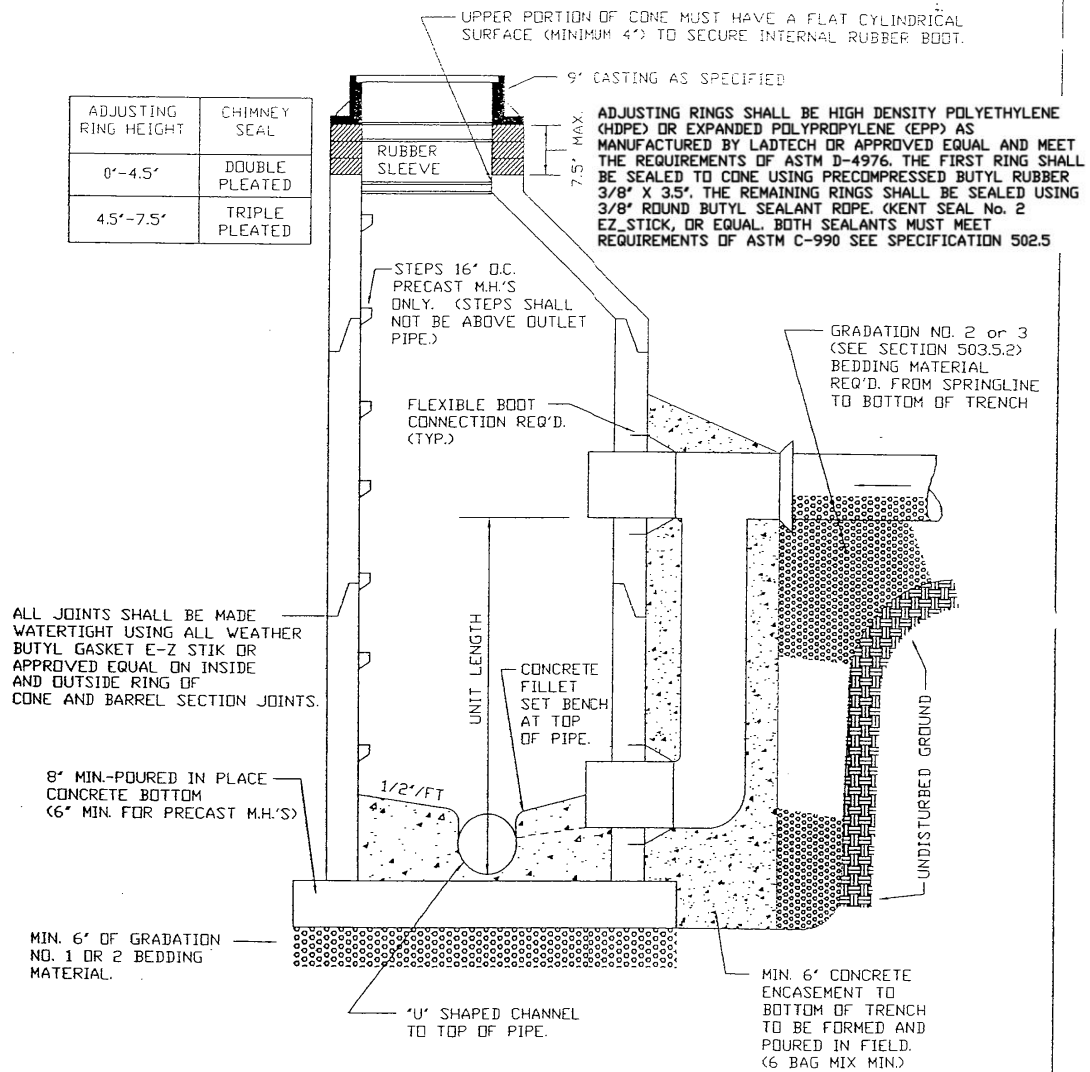 UPPER PORTION OF CONE MUST HAVE A FLAT CYLINDRICAL
SURFACE (MINIMUM 4") TO SECURE INTERNAL RUBBER BOOT.
9" CASTING AS SPECIFIED
ADJUSTING
RING HEIGHT
CHIMNEY
SEAL
0"-4.5"
DOUBLE
PLEATED
4.5"-7.5"
TRIPLE
PLEATED
RUBBER
SLEEVE
7.5" MAX.
ADJUSTING RINGS SHALL BE HIGH DENSITY POLYETHYLENE
(HDPE) OR EXPANDED POLYPROPYLENE (EPP) AS
MANUFACTURED BY LADTECH OR APPROVED EQUAL AND MEET
THE REQUIREMENTS OF ASTM D-4976. THE FIRST RING SHALL
BE SEALED TO CONE USING PRECOMPRESSED BUTYL RUBBER
3/8" X 3.5". THE REMAINING RINGS SHALL BE SEALED USING
3/8" ROUND BUTYL SEALANT ROPE. (KENT SEAL No. 2
EZ_STICK, OR EQUAL. BOTH SEALANTS MUST MEET
REQUIREMENTS OF ASTM C-990 SEE SPECIFICATION 502.5
STEPS 16" O.C.
PRECAST M.H.'S
ONLY. (STEPS SHALL
NOT BE ABOVE OUTLET
PIPE.)
GRADATION NO. 2 or 3
(SEE SECTION 503.5.2)
BEDDING MATERIAL
REQ'D. FROM SPRINGLINE
TO BOTTOM OF TRENCH
FLEXIBLE BOOT
CONNECTION REQ'D.
(TYP.)
ALL JOINTS SHALL BE MADE
WATERTIGHT USING ALL WEATHER
BUTYL GASKET E-Z STIK OR
APPROVED EQUAL ON INSIDE
AND OUTSIDE RING OF
CONE AND BARREL SECTION JOINTS.
UNIT LENGTH
CONCRETE
FILLET
SET BENCH
AT TOP
OF PIPE.
UNDISTURBED GROUND
8" MIN.-POURED IN PLACE
CONCRETE BOTTOM
(6" MIN. FOR PRECAST M.H.'S)
1/2"/FT
MIN. 6" OF GRADATION
NO. 1 OR 2 BEDDING
MATERIAL.
"U" SHAPED CHANNEL
TO TOP OF PIPE.
MIN. 6" CONCRETE
ENCASEMENT TO
BOTTOM OF TRENCH
TO BE FORMED AND
POURED IN FIELD.
(6 BAG MIX MIN.)